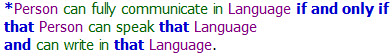 *Person can fully communicate in Language if and only if
that Person can speak that Language
and can write in that Language.